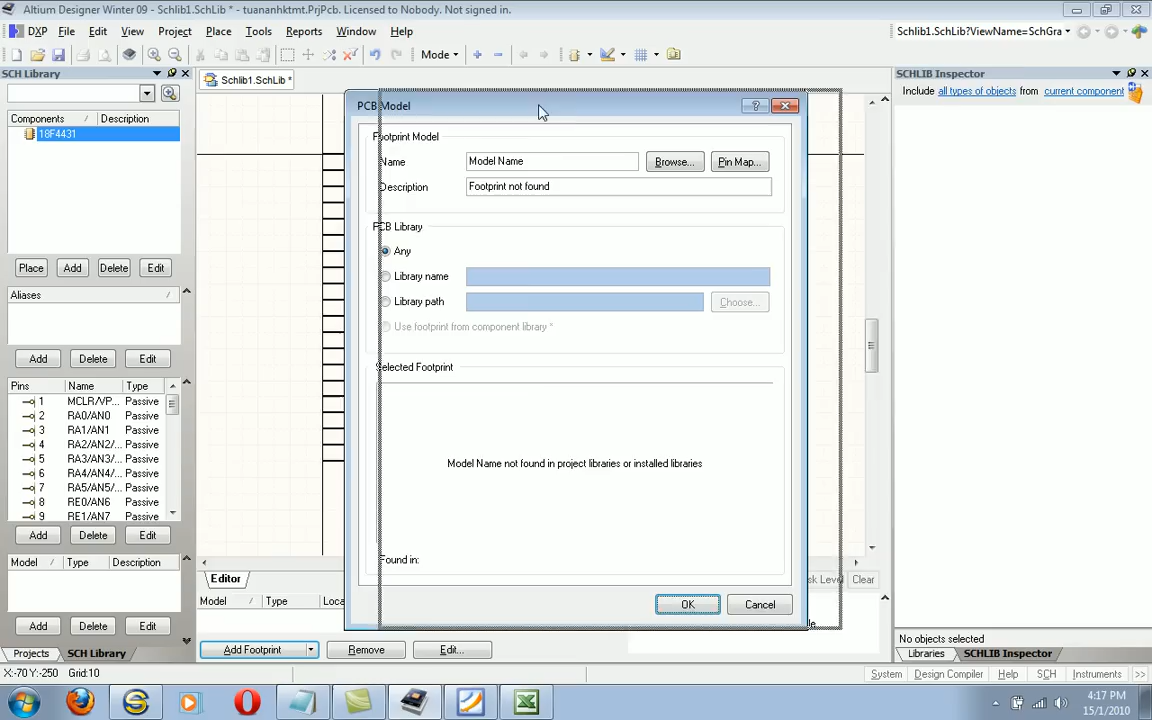 Altium Designer Winter 09 - Schlib1.SchLib * - tuananhktmt.PrjPcb. Licensed to Nobody. Not signed in.
DXP File Edit View Project Place Tools Reports Window Help Schlib1.SchLib?ViewName=SchGra
Mode
SCH Library
Schlib1.SchLib *
SCHLIB Inspector
Include all types of objects from current component
Components / Description
18F4431
Place Add Delete Edit
Aliases /
Add Delete Edit
Pins Name Type
1 MCLR/VP... Passive
2 RA0/AN0 Passive
3 RA1/AN1 Passive
4 RA2/AN2/... Passive
5 RA3/AN3/... Passive
6 RA4/AN4/... Passive
7 RA5/AN5/... Passive
8 RE0/AN6 Passive
9 RE1/AN7 Passive
Add Delete Edit
Model / Type Description
Add Delete Edit
Projects SCH Library
PCB Model
?
Footprint Model
Name Model Name Browse... Pin Map...
Description Footprint not found
PCB Library
Any
Library name
Library path Choose...
Use footprint from component library *
Selected Footprint
Model Name not found in project libraries or installed libraries
Found in:
OK Cancel
Editor
sk Level Clear
Model / Type Loca
le
Add Footprint Remove Edit...
No objects selected
Libraries SCHLIB Inspector
X:-70 Y:-250 Grid:10
System Design Compiler Help SCH Instruments >>
4:17 PM
15/1/2010